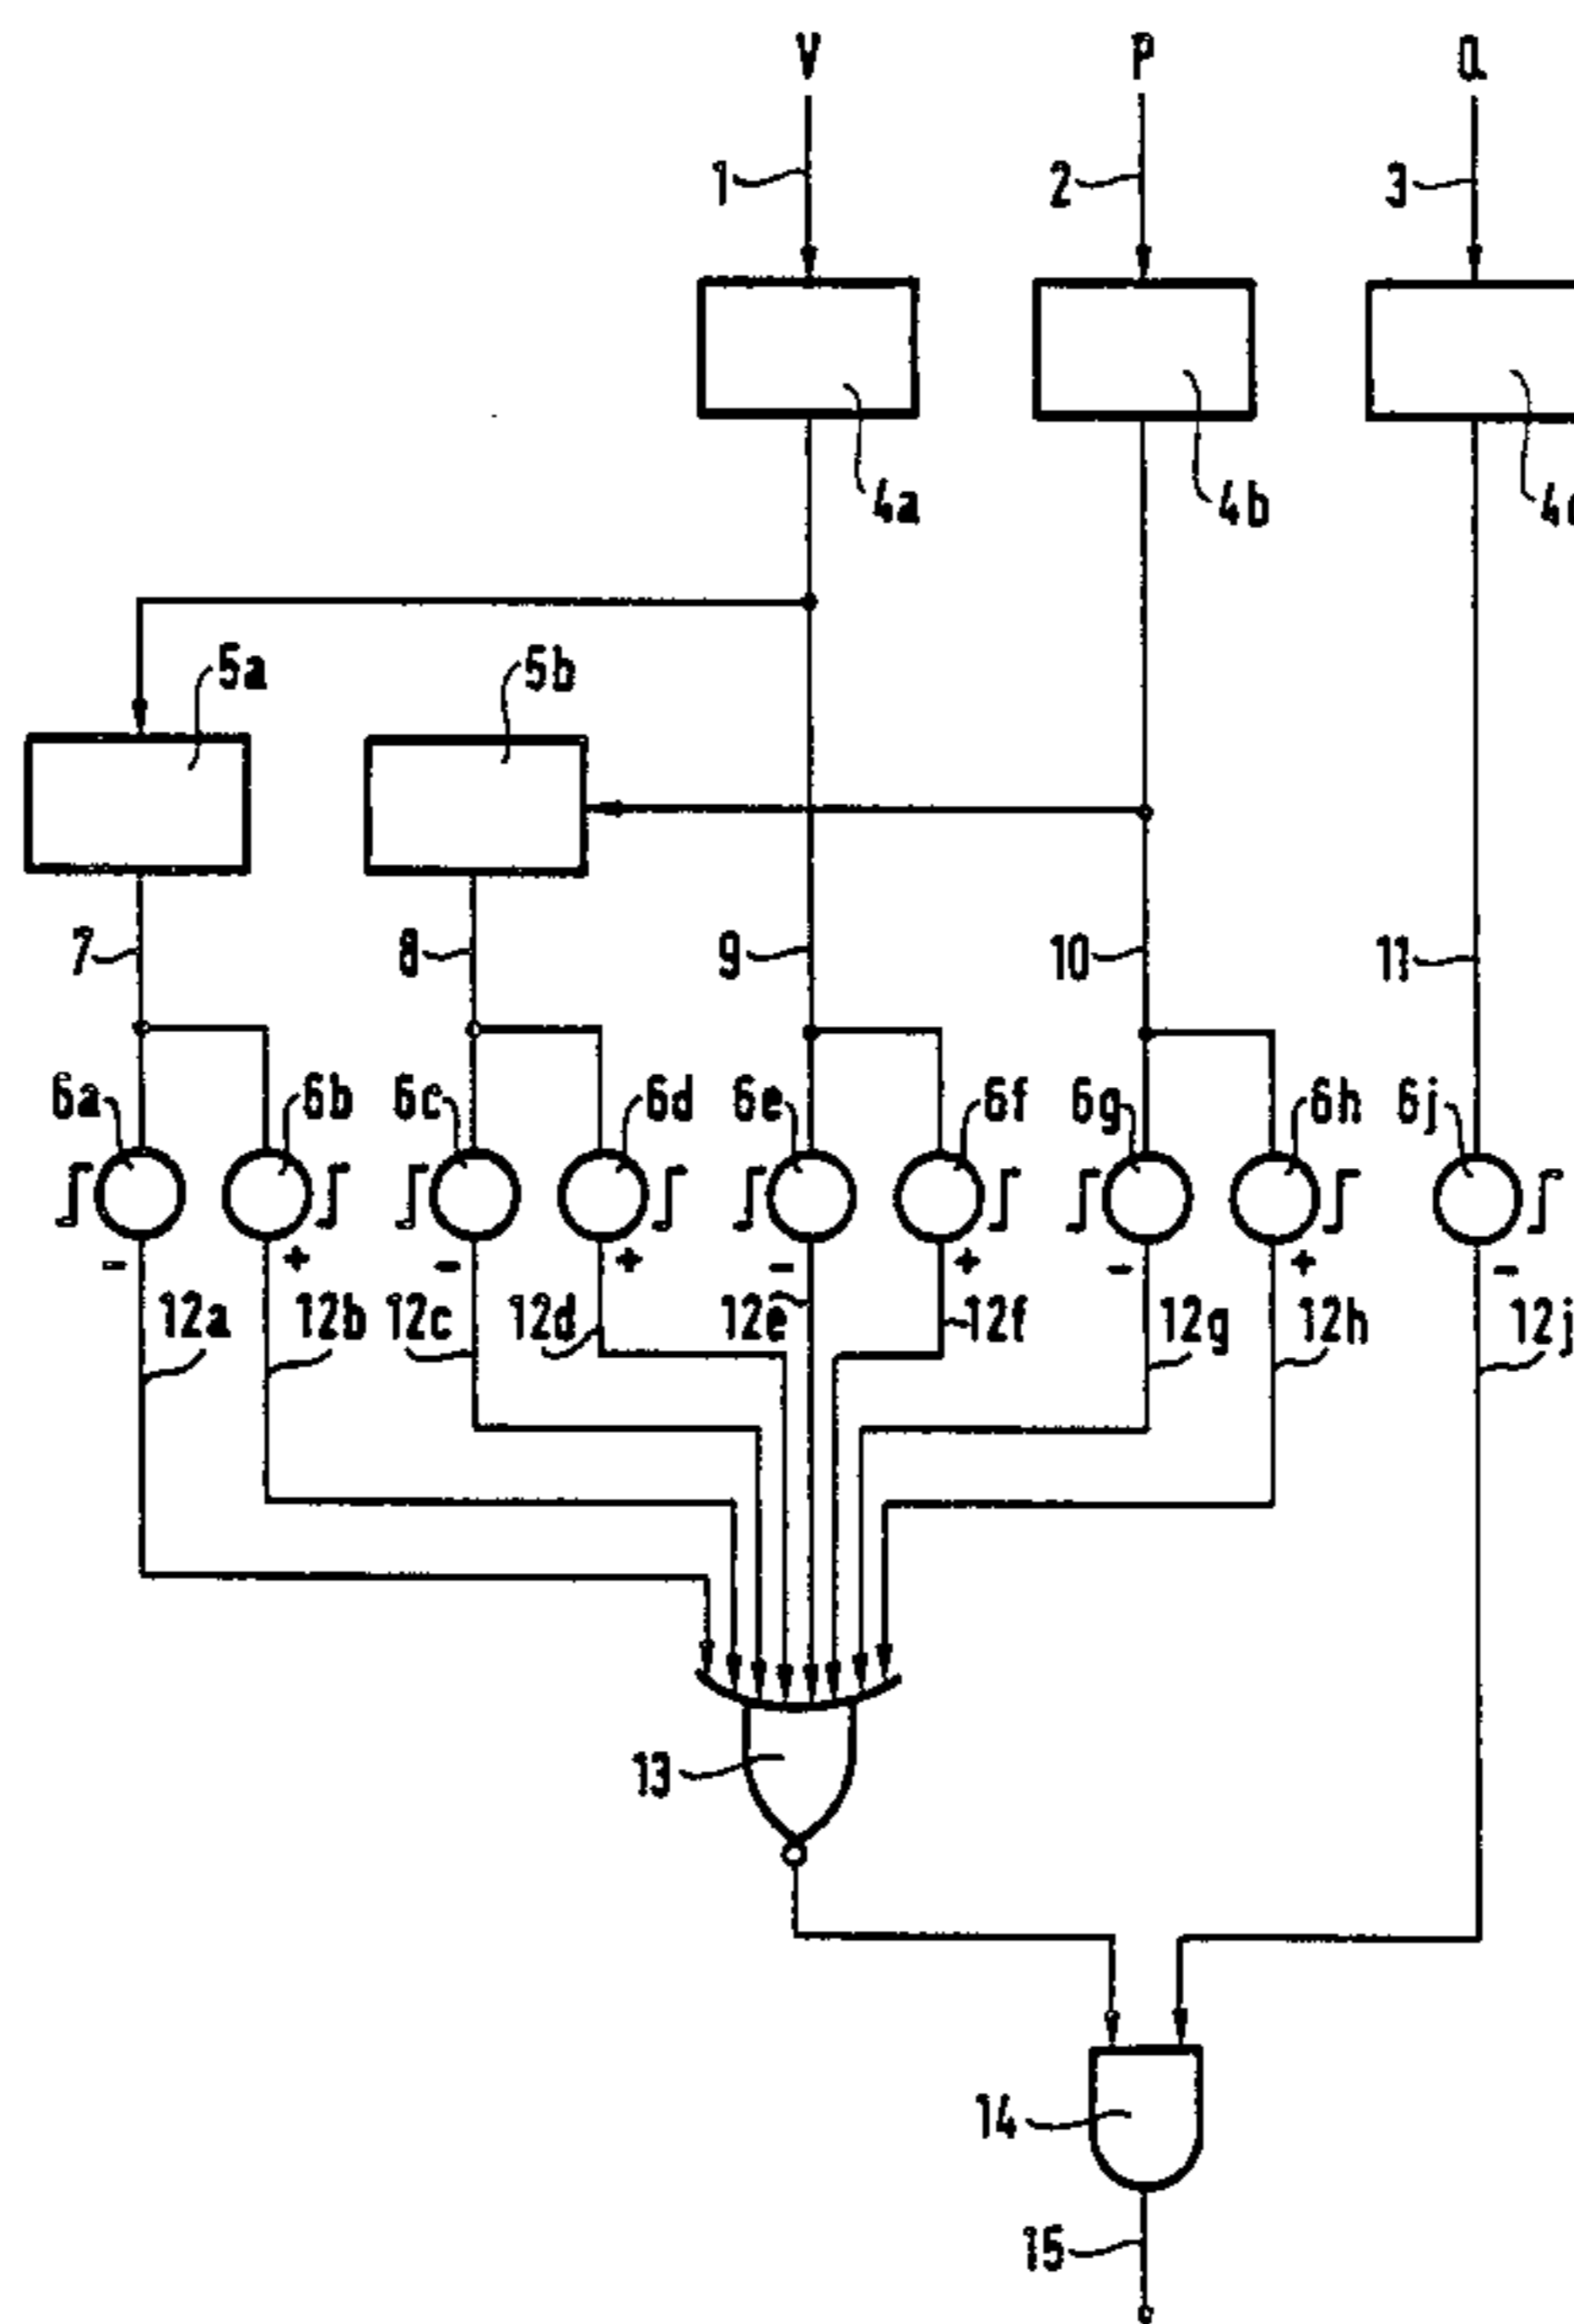 V P Q
1 2 3
4a 4b
5a 5b
7 8 9 10 11
6a 6b 6c 6d 6e 6f 6g 6h 6j
- + - + - + - + -
12a 12b 12c 12d 12e 12f 12g 12h 12j
13
14
15